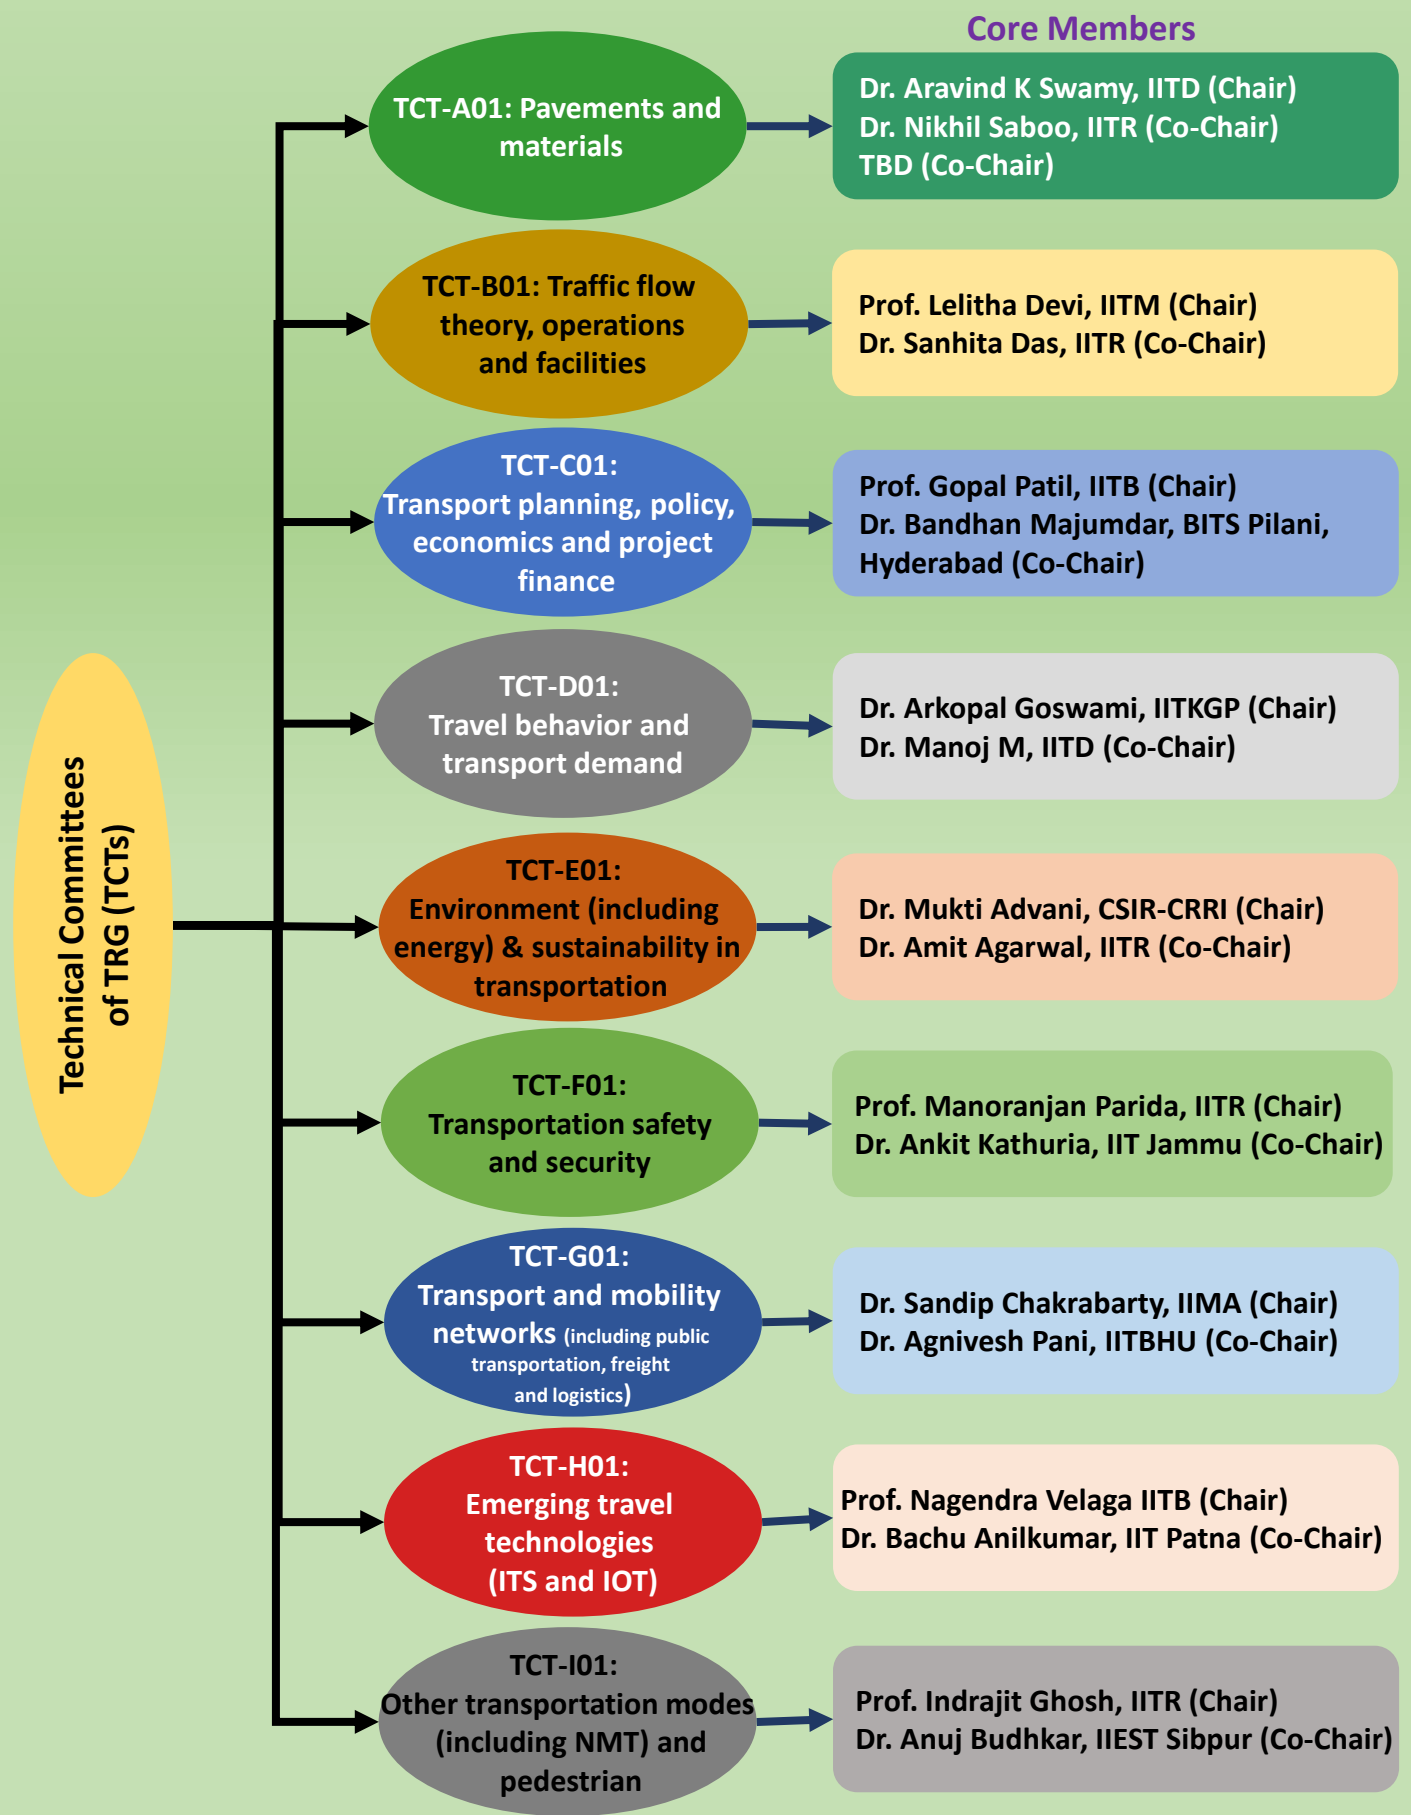 Core Members
Technical Committees
of TRG (TCTs)
TCT-A01: Pavements and
materials
Dr. Aravind K Swamy, IITD (Chair)
Dr. Nikhil Saboo, IITR (Co-Chair)
TBD (Co-Chair)
TCT-B01: Traffic flow
theory, operations
and facilities
Prof. Lelitha Devi, IITM (Chair)
Dr. Sanhita Das, IITR (Co-Chair)
TCT-C01:
Transport planning, policy,
economics and project
finance
Prof. Gopal Patil, IITB (Chair)
Dr. Bandhan Majumdar, BITS Pilani,
Hyderabad (Co-Chair)
TCT-D01:
Travel behavior and
transport demand
Dr. Arkopal Goswami, IITKGP (Chair)
Dr. Manoj M, IITD (Co-Chair)
TCT-E01:
Environment (including
energy) & sustainability in
transportation
Dr. Mukti Advani, CSIR-CRRI (Chair)
Dr. Amit Agarwal, IITR (Co-Chair)
TCT-F01:
Transportation safety
and security
Prof. Manoranjan Parida, IITR (Chair)
Dr. Ankit Kathuria, IIT Jammu (Co-Chair)
TCT-G01:
Transport and mobility
networks (including public
transportation, freight
and logistics)
Dr. Sandip Chakrabarty, IIMA (Chair)
Dr. Agnivesh Pani, IITBHU (Co-Chair)
TCT-H01:
Emerging travel
technologies
(ITS and IOT)
Prof. Nagendra Velaga IITB (Chair)
Dr. Bachu Anilkumar, IIT Patna (Co-Chair)
TCT-I01:
Other transportation modes
(including NMT) and
pedestrian
Prof. Indrajit Ghosh, IITR (Chair)
Dr. Anuj Budhkar, IIEST Sibpur (Co-Chair)